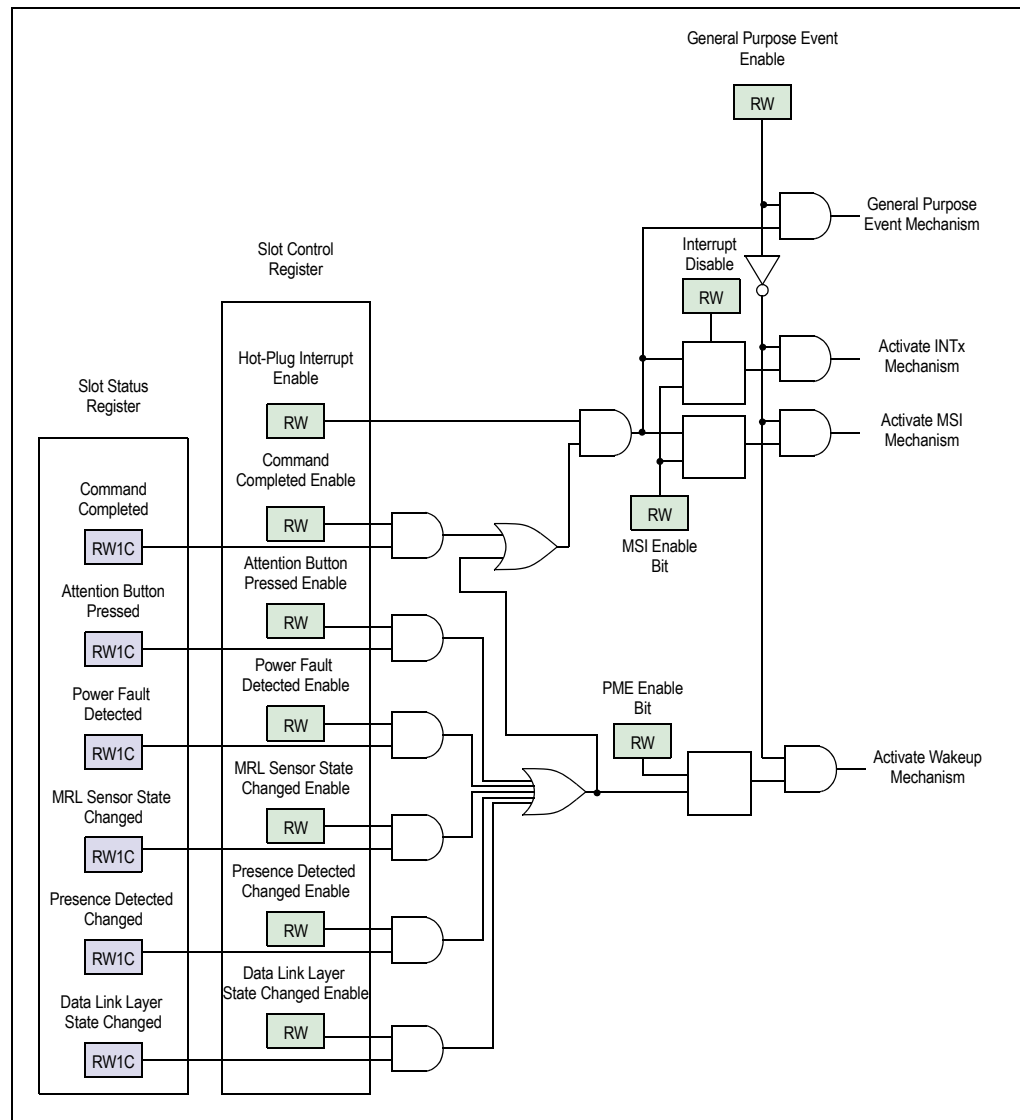 General Purpose Event
Enable
RW
General Purpose
Event Mechanism
Interrupt
Disable
RW
Activate INTx
Mechanism
Activate MSI
Mechanism
RW
MSI Enable
Bit
PME Enable
Bit
RW
Activate Wakeup
Mechanism
Slot Control
Register
Hot-Plug Interrupt
Enable
RW
Command
Completed Enable
RW
Attention Button
Pressed Enable
RW
Power Fault
Detected Enable
RW
MRL Sensor State
Changed Enable
RW
Presence Detected
Changed Enable
RW
Data Link Layer
State Changed Enable
RW
Slot Status
Register
Command
Completed
RW1C
Attention Button
Pressed
RW1C
Power Fault
Detected
RW1C
MRL Sensor State
Changed
RW1C
Presence Detected
Changed
RW1C
Data Link Layer
State Changed
RW1C